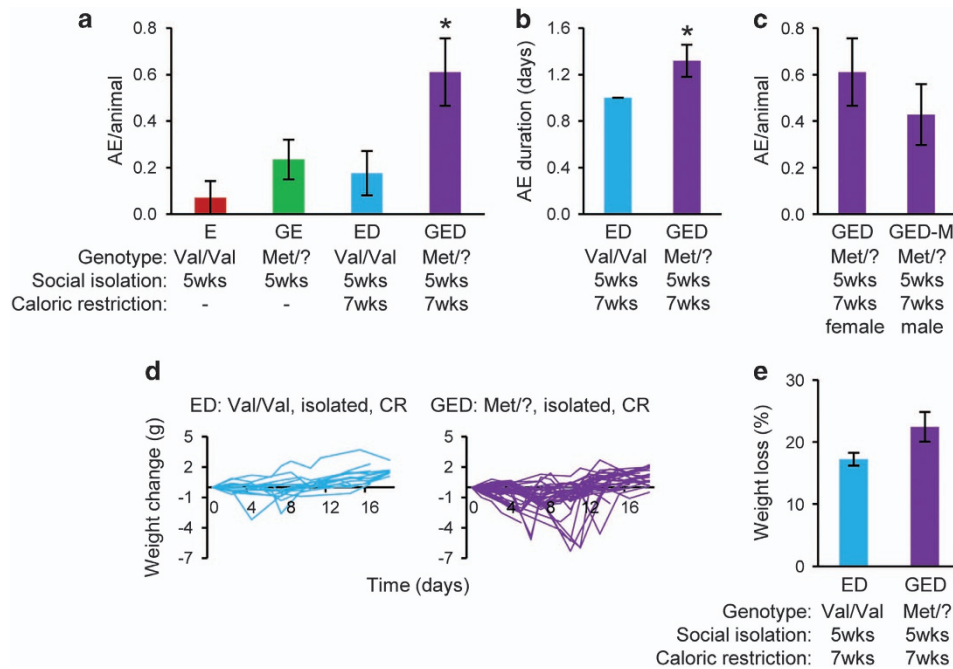 a
AE/animal
0.8
0.6
0.4
0.2
0.0
*
E GE ED GED
Genotype: Val/Val Met/? Val/Val Met/?
Social isolation: 5wks 5wks 5wks 5wks
Caloric restriction: - - 7wks 7wks
b
AE duration (days)
1.6
1.2
0.8
0.4
0.0
*
ED GED
Val/Val Met/?
5wks 5wks
7wks 7wks
c
AE/animal
0.8
0.6
0.4
0.2
0.0
GED GED-M
Met/? Met/?
5wks 5wks
7wks 7wks
female male
d
ED: Val/Val, isolated, CR
Weight change (g)
5
2
-1
-4
-7
0 4 8 12 16
GED: Met/?, isolated, CR
5
2
-1
-4
-7
0 4 8 12 16
Time (days)
e
Weight loss (%)
30
20
10
0
ED GED
Genotype: Val/Val Met/?
Social isolation: 5wks 5wks
Caloric restriction: 7wks 7wks